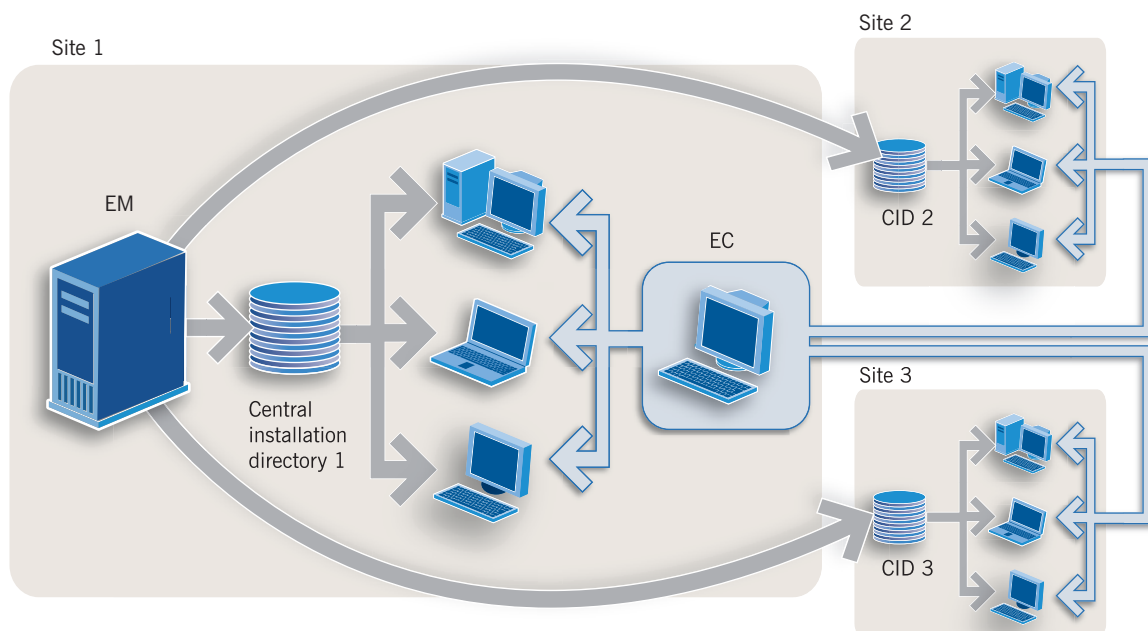 Site 1
Site 2
EM
CID 2
EC
Central
installation
directory 1
Site 3
CID 3